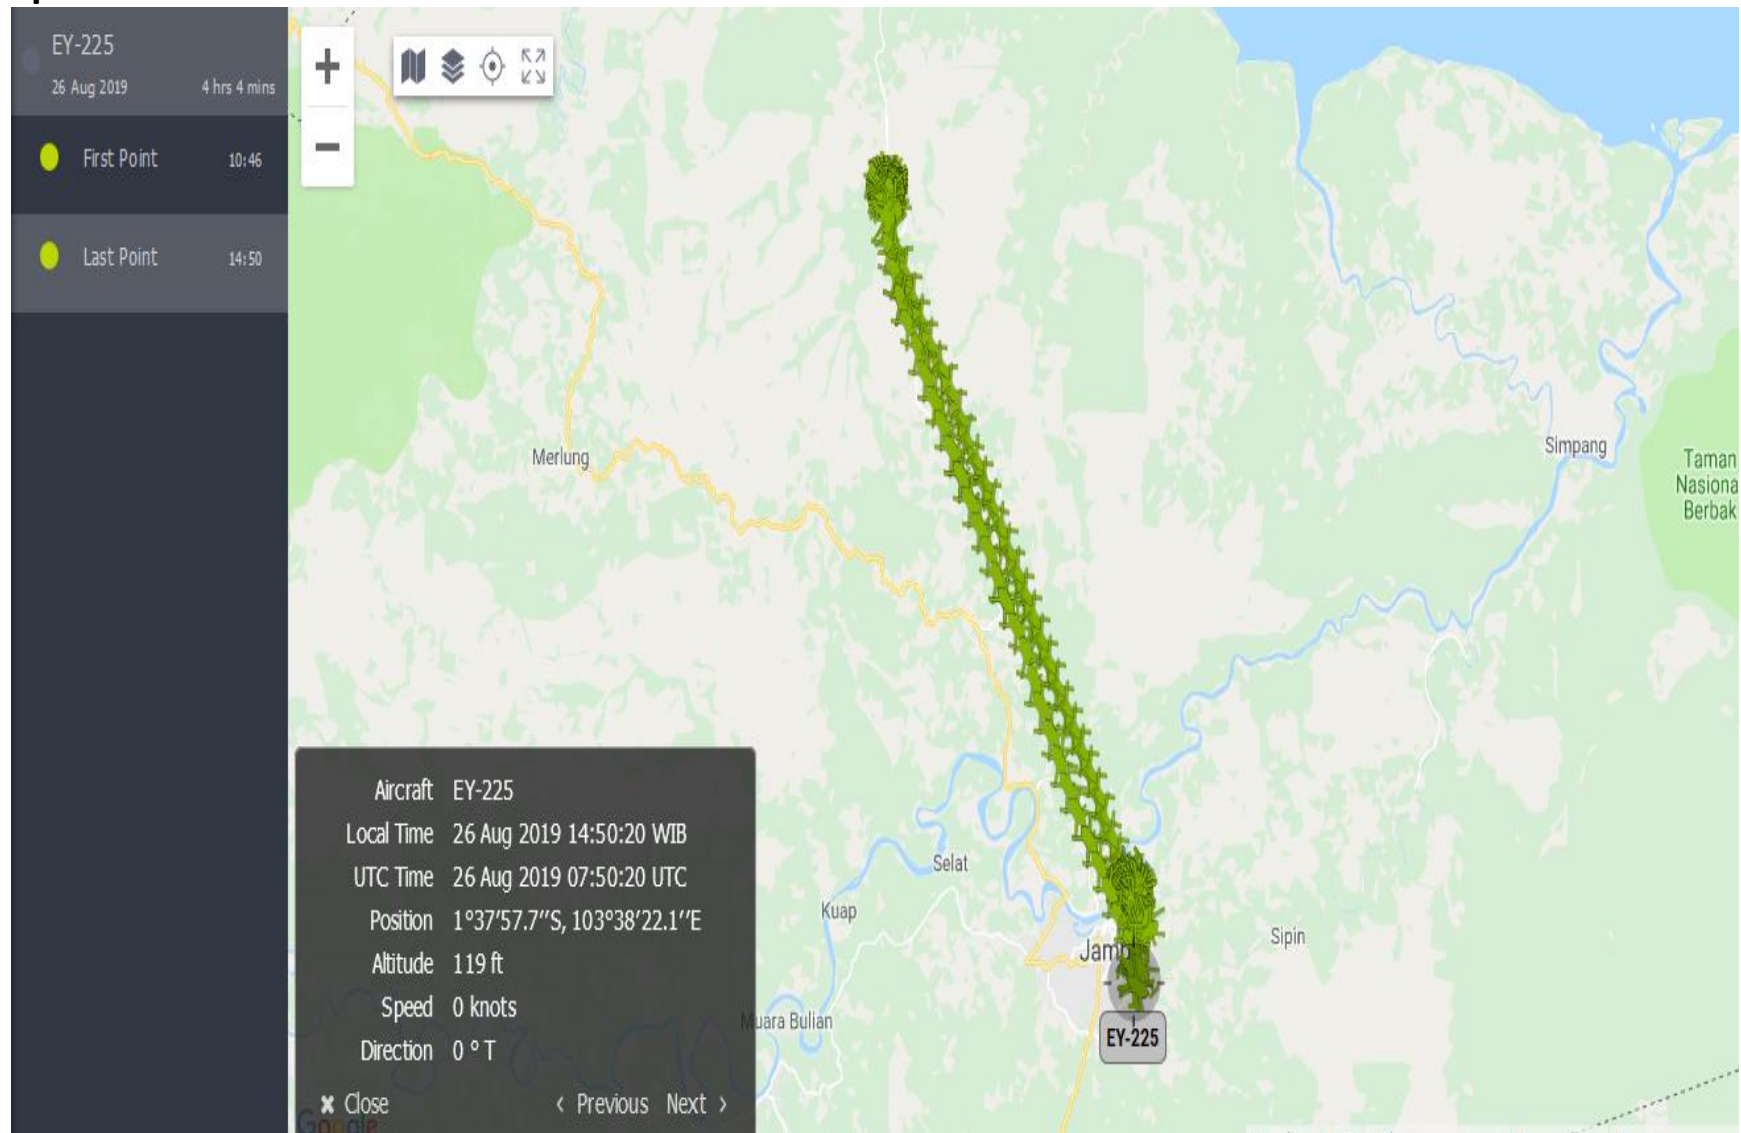 EY-225
26 Aug 2019 4 hrs 4 mins
First Point 10:46
Last Point 14:50
Merlung
Simpang
Taman
Nasiona
Berbak
Selat
Kuap
Sipin
Jam
uara Bulian
EY-225
Aircraft EY-225
Local Time 26 Aug 2019 14:50:20 WIB
UTC Time 26 Aug 2019 07:50:20 UTC
Position 1°37'57.7''S, 103°38'22.1''E
Altitude 119 ft
Speed 0 knots
Direction 0 ° T
✖ Close ‹ Previous Next ›
Google